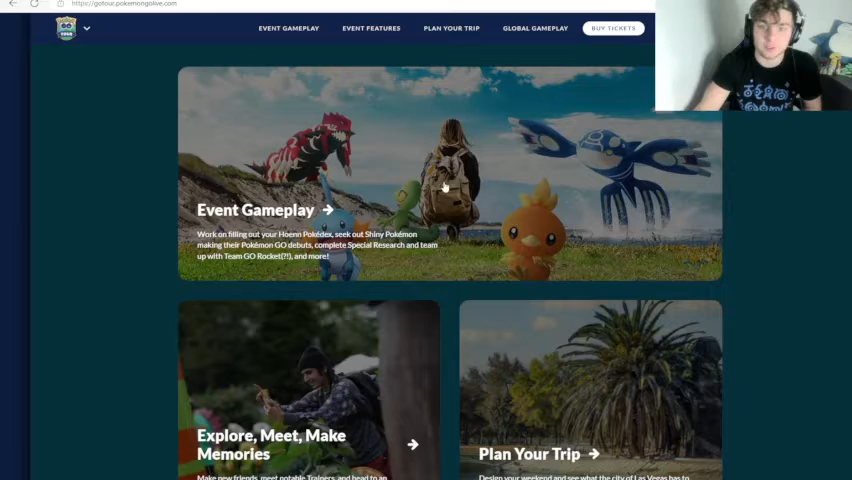 https://gotour.pokemongolive.com
GO
TOUR
EVENT GAMEPLAY
EVENT FEATURES
PLAN YOUR TRIP
GLOBAL GAMEPLAY
BUY TICKETS
Event Gameplay →
Work on filling out your Hoenn Pokédex, seek out Shiny Pokémon
making their Pokémon GO debuts, complete Special Research and team
up with Team GO Rocket(?!), and more!
Explore, Meet, Make
Memories →
Make new friends, meet notable Trainers, and head to an
Plan Your Trip →
Design your weekend and see what the city of Las Vegas has to